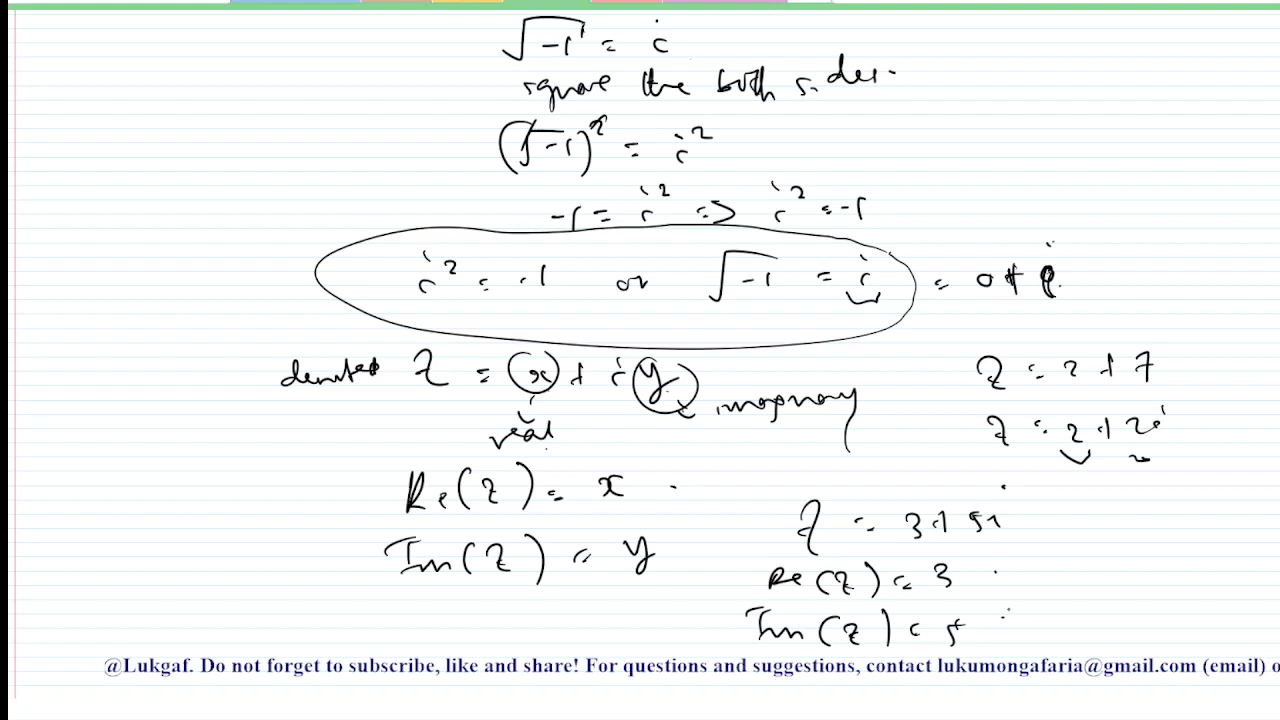 √-1 = i
square the both sides.
(√-1)² = i²
-1 = i² => i² = -1
i² = -1 or √-1 = i = 0 + i
denoted Z = x + iy imaginary
real
Re(Z) = x
Im(Z) = y
Z = 2 + 7
Z = 2 + 2i
Z = 3 + 5i
Re(Z) = 3
Im(Z) = 5
@Lukgaf. Do not forget to subscribe, like and share! For questions and suggestions, contact lukumongafaria@gmail.com (email) o